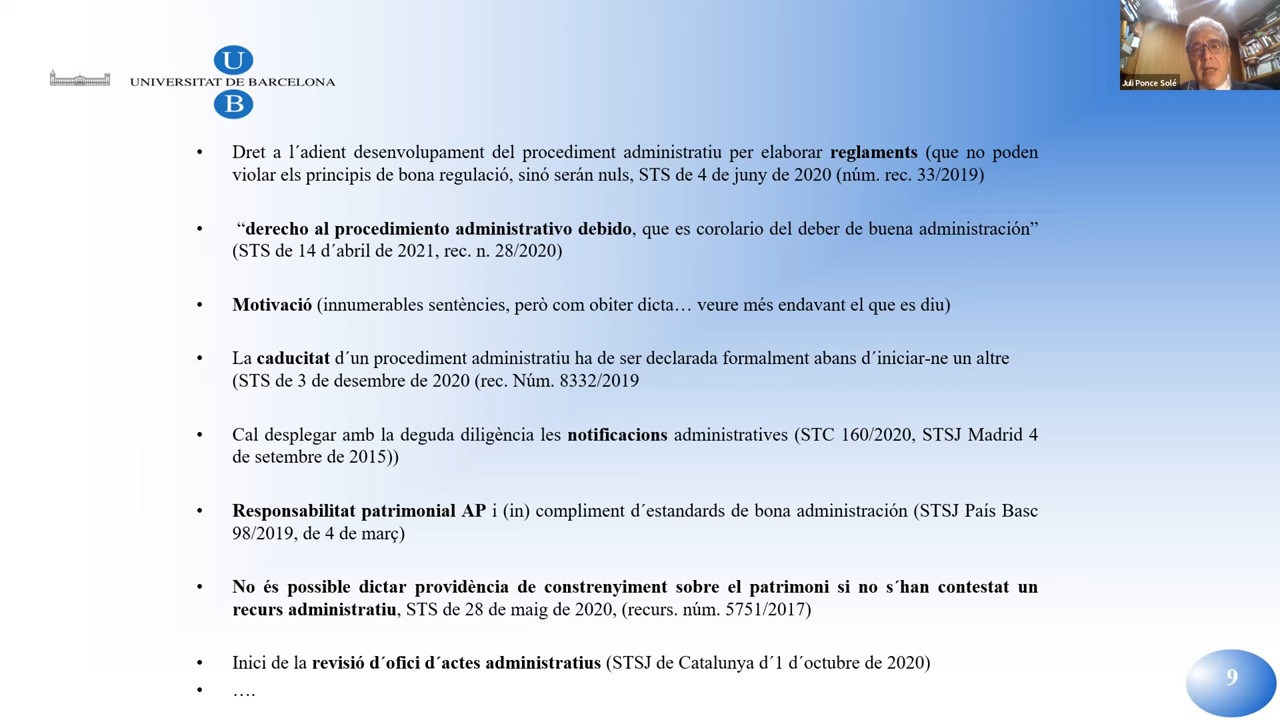 Juli Ponce Solé
U
UNIVERSITAT DE BARCELONA
B
• Dret a l´adient desenvolupament del procediment administratiu per elaborar reglaments (que no poden
violar els principis de bona regulació, sinó serán nuls, STS de 4 de juny de 2020 (núm. rec. 33/2019)
• “derecho al procedimiento administrativo debido, que es corolario del deber de buena administración”
(STS de 14 d´abril de 2021, rec. n. 28/2020)
• Motivació (innumerables sentències, però com obiter dicta… veure més endavant el que es diu)
• La caducitat d´un procediment administratiu ha de ser declarada formalment abans d´iniciar-ne un altre
(STS de 3 de desembre de 2020 (rec. Núm. 8332/2019
• Cal desplegar amb la deguda diligència les notificacions administratives (STC 160/2020, STSJ Madrid 4
de setembre de 2015))
• Responsabilitat patrimonial AP i (in) compliment d´estandards de bona administración (STSJ País Basc
98/2019, de 4 de març)
• No és possible dictar providència de constrenyiment sobre el patrimoni si no s´han contestat un
recurs administratiu, STS de 28 de maig de 2020, (recurs. núm. 5751/2017)
• Inici de la revisió d´ofici d´actes administratius (STSJ de Catalunya d´1 d´octubre de 2020)
• ….
9